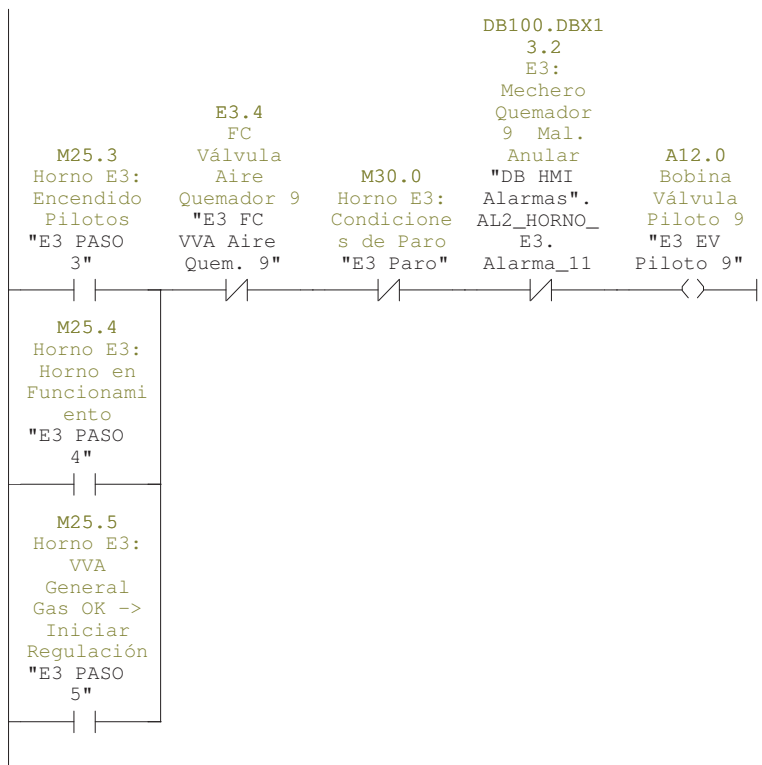 M25.3
Horno E3:
Encendido
Pilotos
"E3 PASO
3"
E3.4
FC
Válvula
Aire
Quemador 9
"E3 FC
VVA Aire
Quem. 9"
M30.0
Horno E3:
Condicione
s de Paro
"E3 Paro"
DB100.DBX1
3.2
E3:
Mechero
Quemador
9 Mal.
Anular
"DB HMI
Alarmas".
AL2_HORNO_
E3.
Alarma_11
A12.0
Bobina
Válvula
Piloto 9
"E3 EV
Piloto 9"
M25.4
Horno E3:
Horno en
Funcionami
ento
"E3 PASO
4"
M25.5
Horno E3:
VVA
General
Gas OK ->
Iniciar
Regulación
"E3 PASO
5"